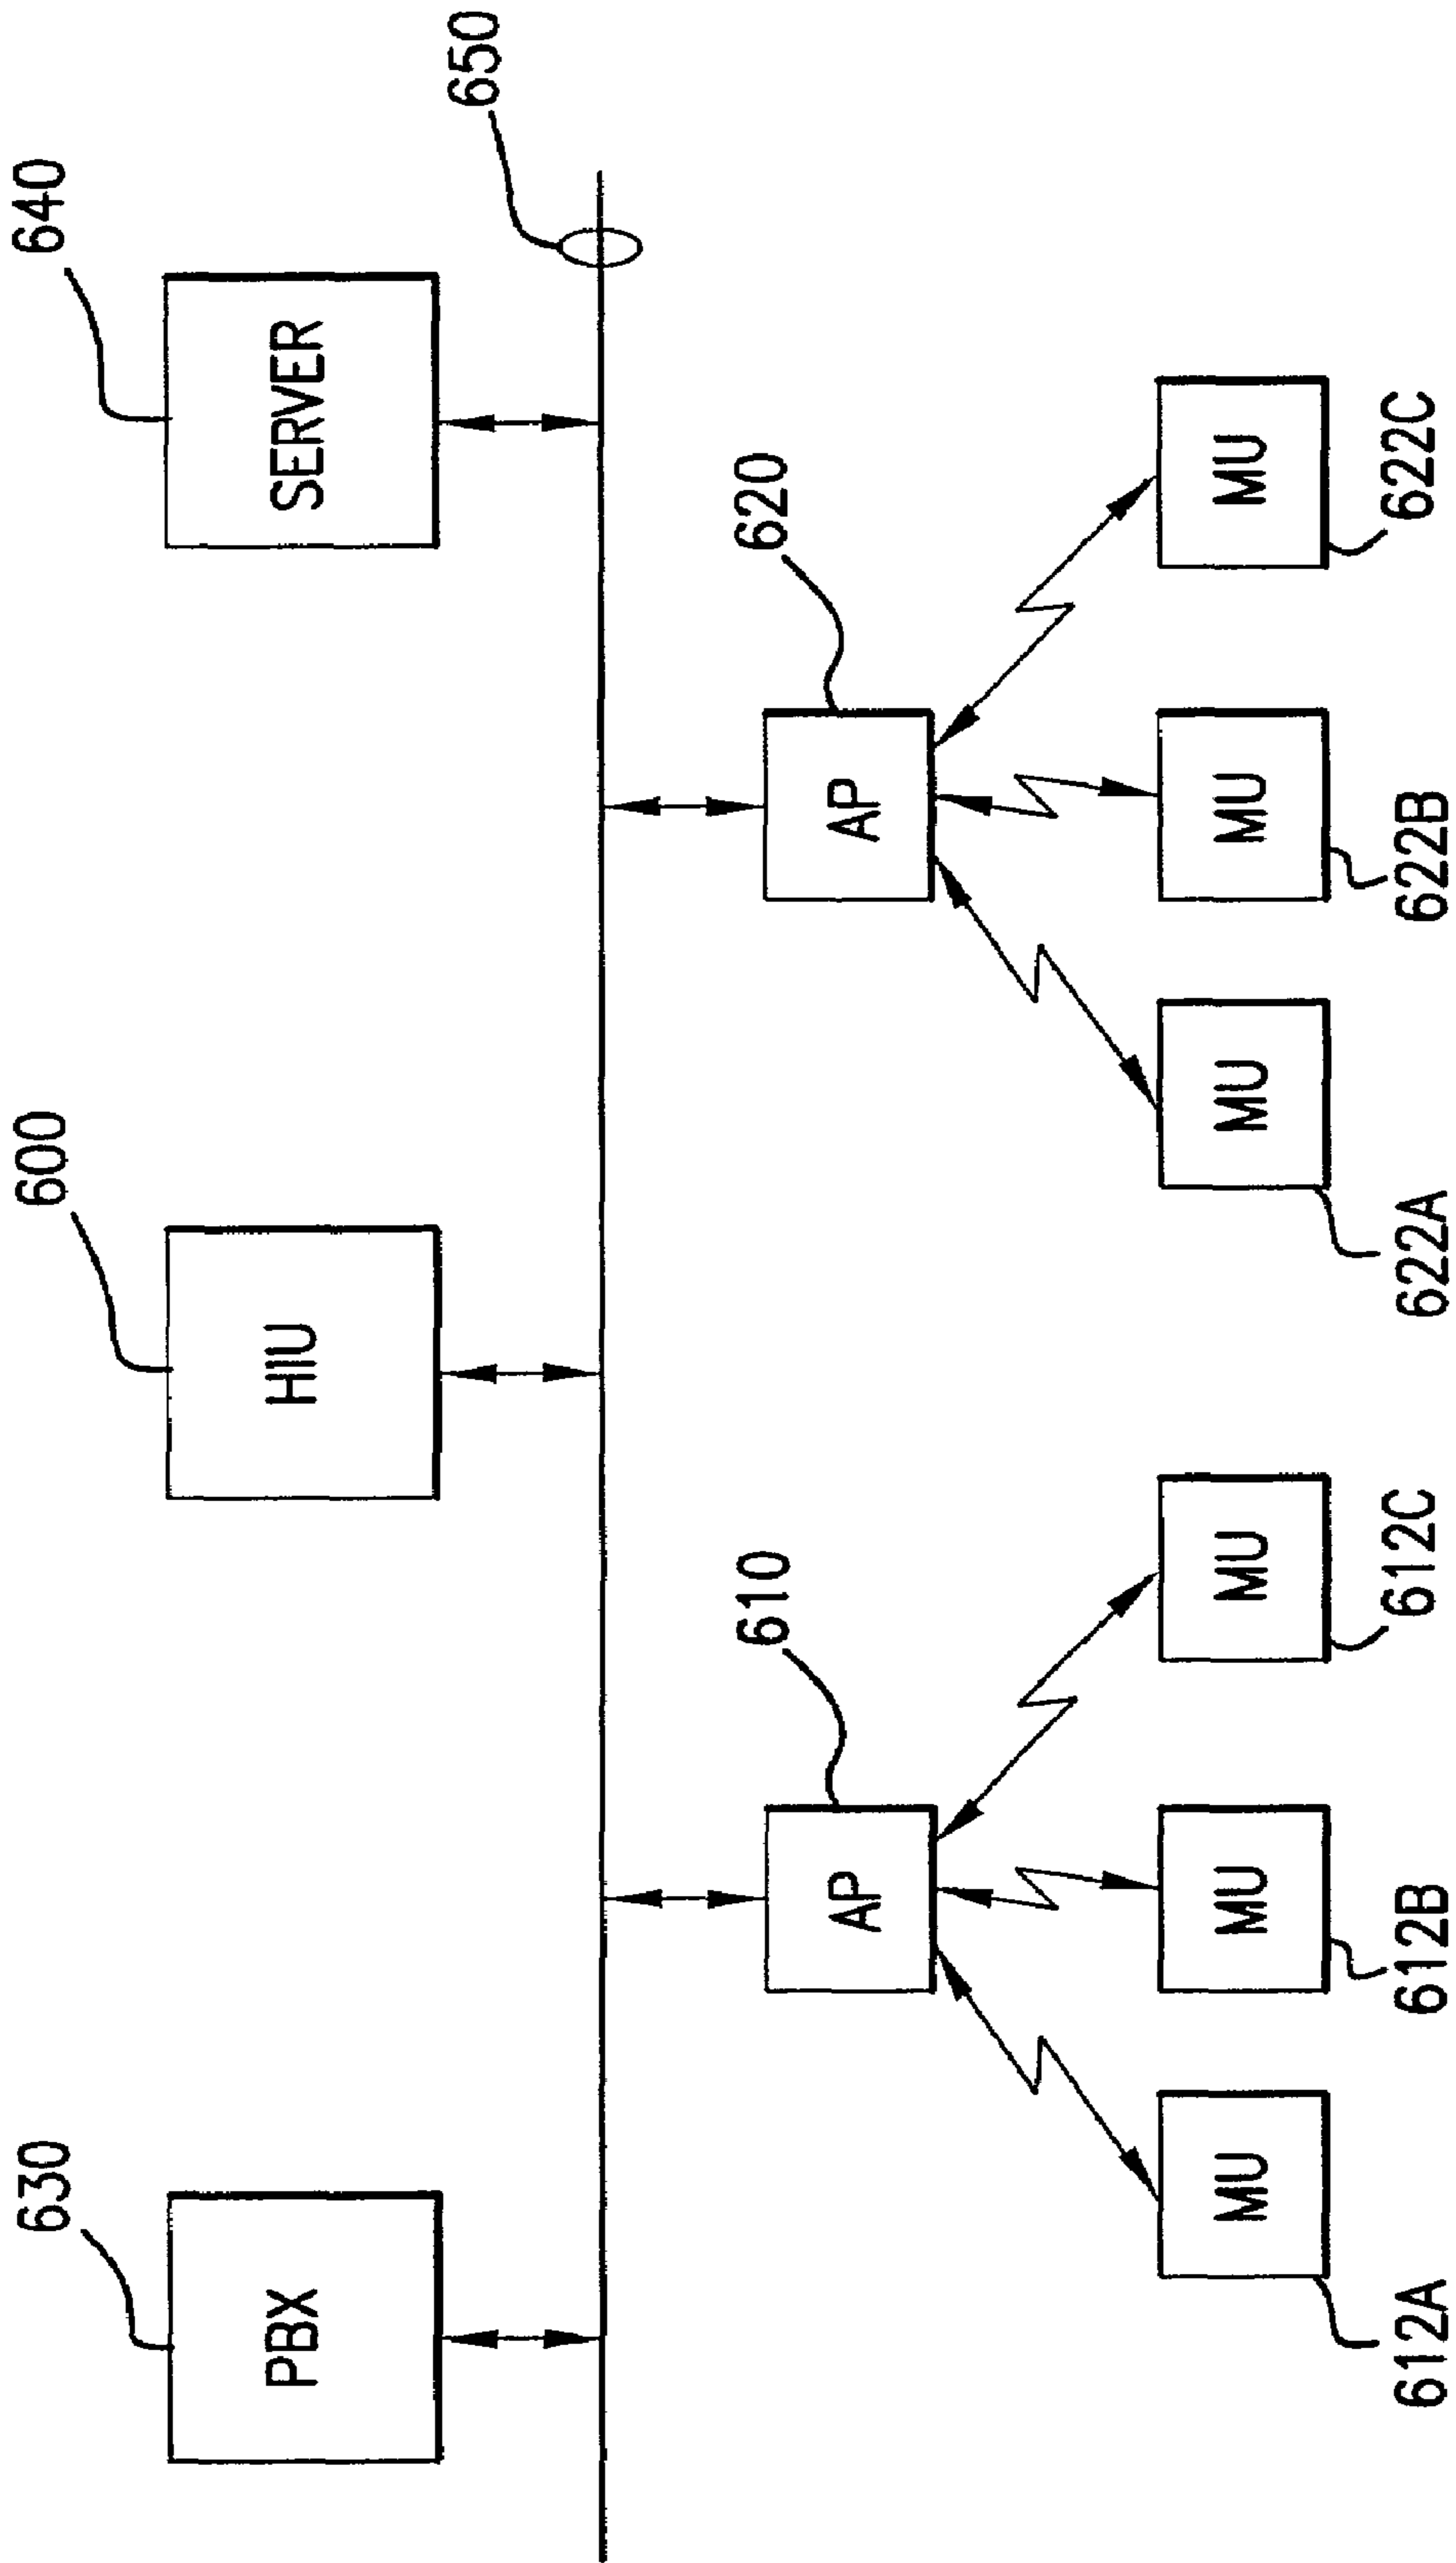 630
600
640
PBX
HIU
SERVER
650
610
620
AP
AP
MU
MU
MU
MU
MU
MU
612A
612B
612C
622A
622B
622C